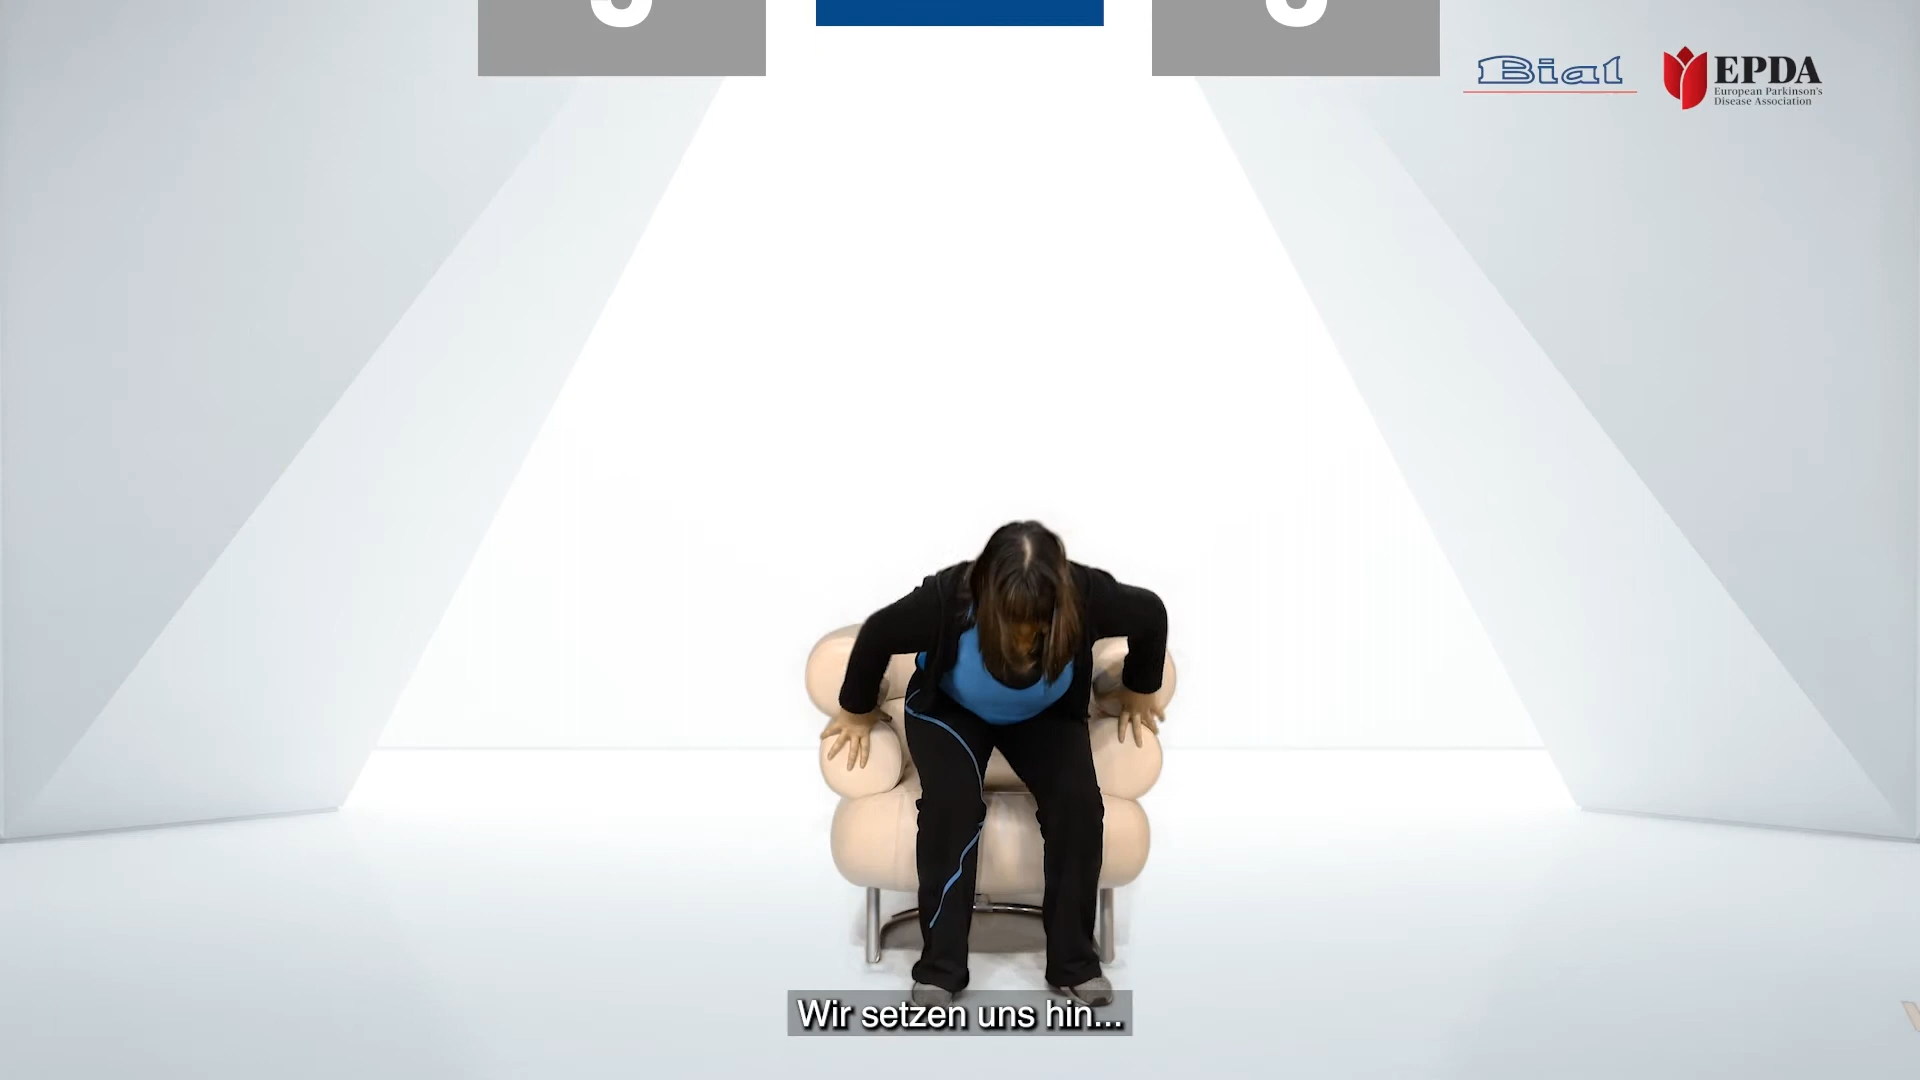 Bial
EPDA
European Parkinson's
Disease Association
Wir setzen uns hin...